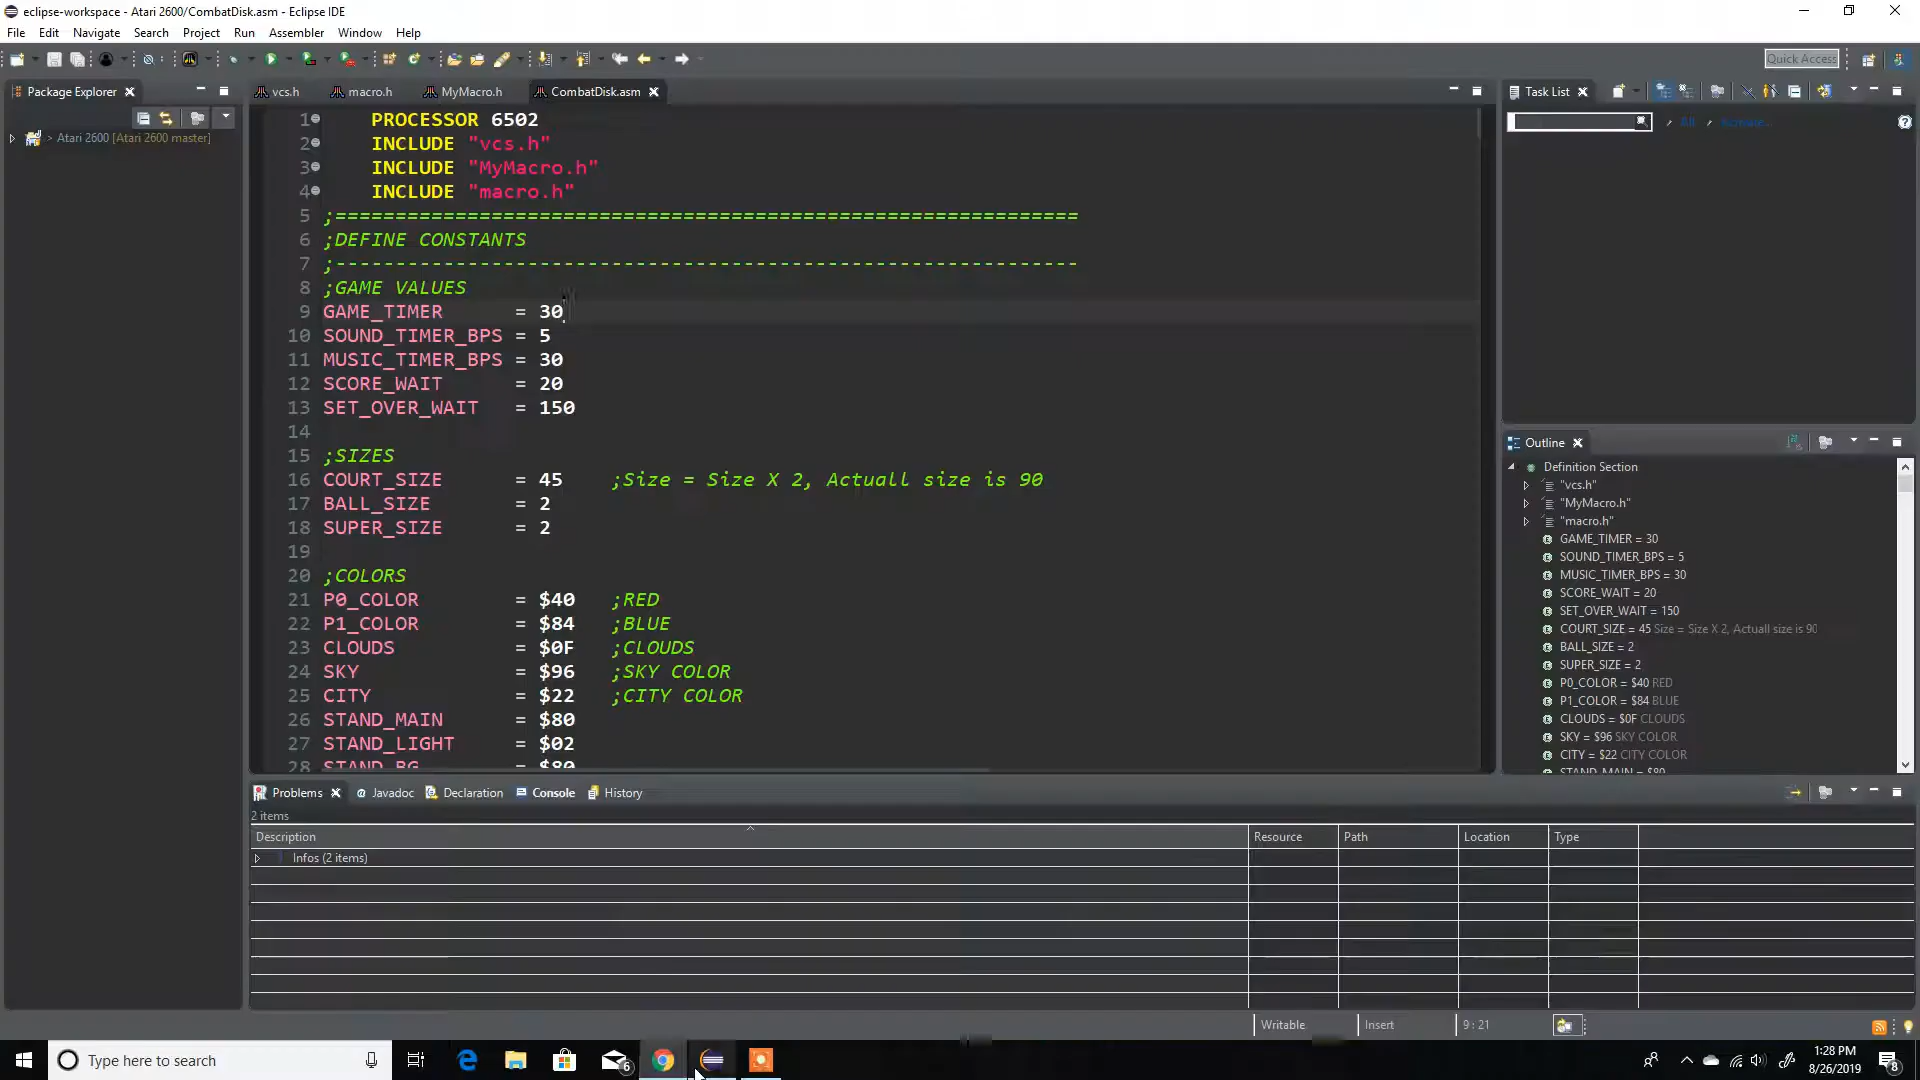 eclipse-workspace - Atari 2600/CombatDisk.asm - Eclipse IDE
File Edit Navigate Search Project Run Assembler Window Help
Quick Access
Package Explorer
> Atari 2600 [Atari 2600 master]
vcs.h macro.h MyMacro.h CombatDisk.asm
1 PROCESSOR 6502
2 INCLUDE "vcs.h"
3 INCLUDE "MyMacro.h"
4 INCLUDE "macro.h"
5 ;==============================================================
6 ;DEFINE CONSTANTS
7 ;--------------------------------------------------------------
8 ;GAME VALUES
9 GAME_TIMER = 30
10 SOUND_TIMER_BPS = 5
11 MUSIC_TIMER_BPS = 30
12 SCORE_WAIT = 20
13 SET_OVER_WAIT = 150
14
15 ;SIZES
16 COURT_SIZE = 45 ;Size = Size X 2, Actuall size is 90
17 BALL_SIZE = 2
18 SUPER_SIZE = 2
19
20 ;COLORS
21 P0_COLOR = $40 ;RED
22 P1_COLOR = $84 ;BLUE
23 CLOUDS = $0F ;CLOUDS
24 SKY = $96 ;SKY COLOR
25 CITY = $22 ;CITY COLOR
26 STAND_MAIN = $80
27 STAND_LIGHT = $02
28 STAND_BG = $80
Task List
All
Outline
Definition Section
"vcs.h"
"MyMacro.h"
"macro.h"
GAME_TIMER = 30
SOUND_TIMER_BPS = 5
MUSIC_TIMER_BPS = 30
SCORE_WAIT = 20
SET_OVER_WAIT = 150
COURT_SIZE = 45 Size = Size X 2, Actuall size is 90
BALL_SIZE = 2
SUPER_SIZE = 2
P0_COLOR = $40 RED
P1_COLOR = $84 BLUE
CLOUDS = $0F CLOUDS
SKY = $96 SKY COLOR
CITY = $22 CITY COLOR
STAND_MAIN = $80
Problems Javadoc Declaration Console History
2 items
Description Resource Path Location Type
Infos (2 items)
Writable Insert 9 : 21
Type here to search
6
1:28 PM
8/26/2019
8